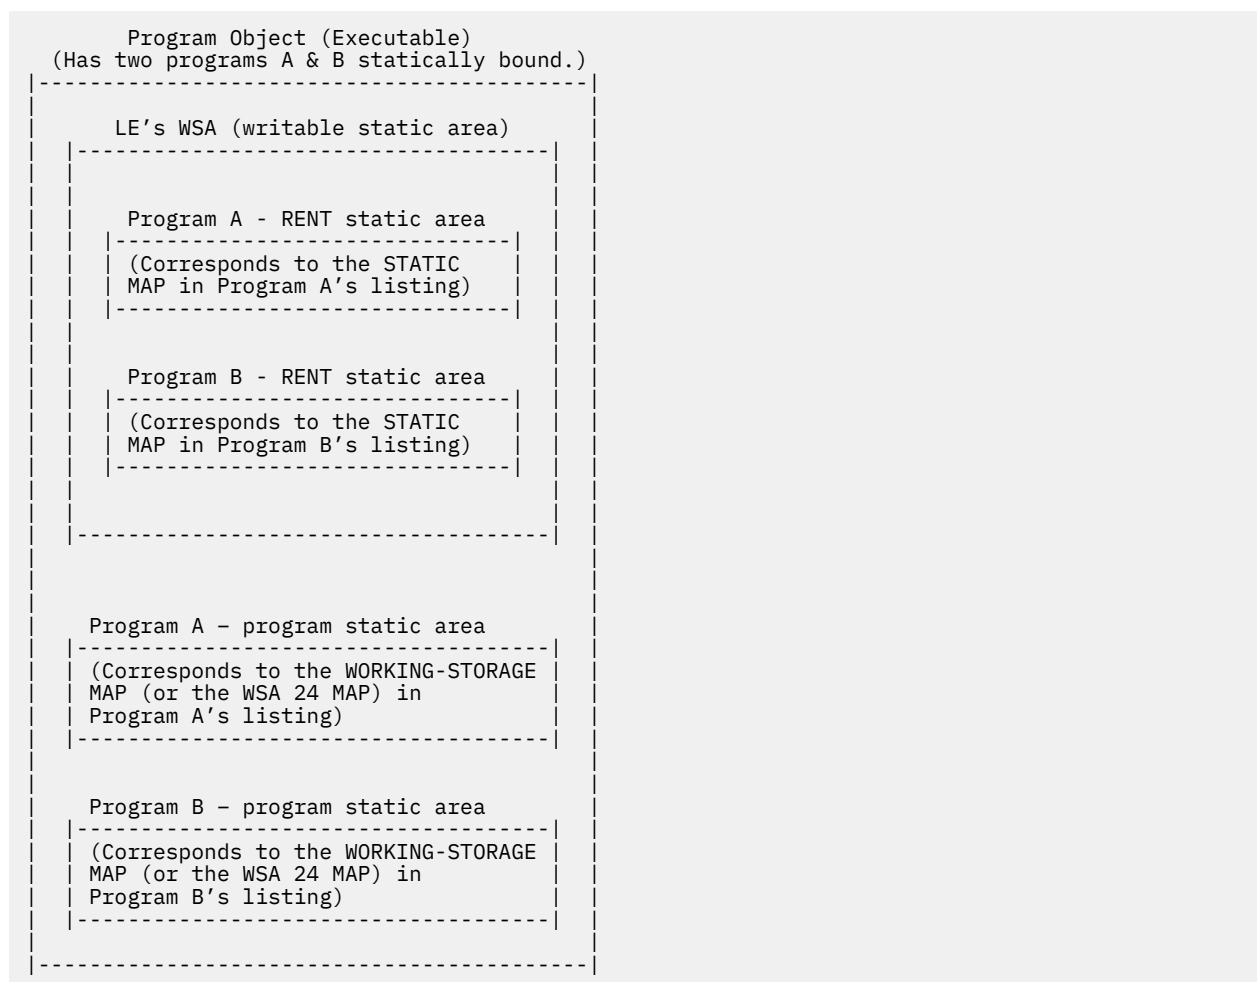 Program Object (Executable)
(Has two programs A & B statically bound.)
LE’s WSA (writable static area)
Program A - RENT static area
(Corresponds to the STATIC
MAP in Program A’s listing)
Program B - RENT static area
(Corresponds to the STATIC
MAP in Program B’s listing)
Program A – program static area
(Corresponds to the WORKING-STORAGE
MAP (or the WSA 24 MAP) in
Program A’s listing)
Program B – program static area
(Corresponds to the WORKING-STORAGE
MAP (or the WSA 24 MAP) in
Program B’s listing)